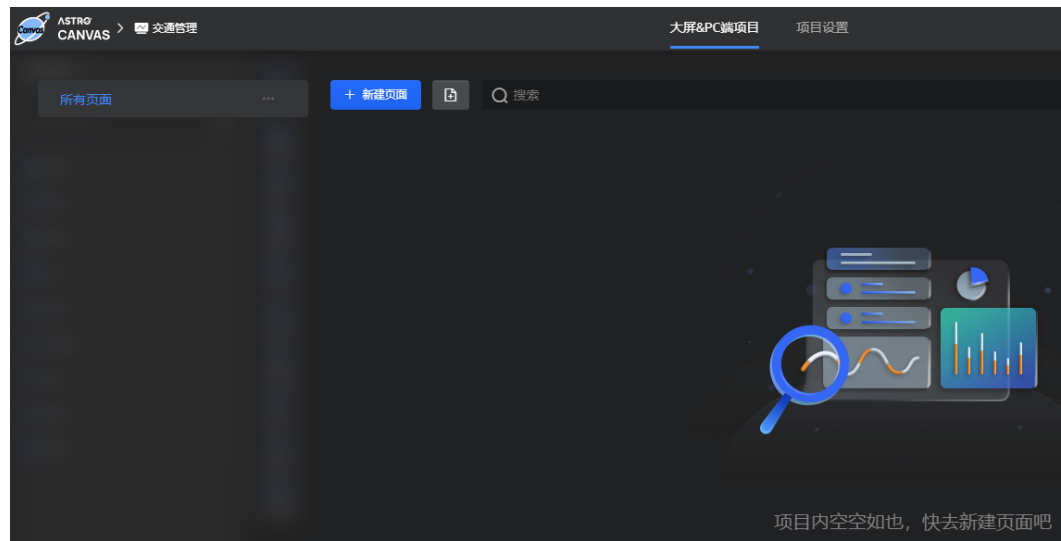 Canvas
ASTRO
CANVAS > 交通管理
大屏&PC端项目 项目设置
所有页面 ...
+ 新建页面 搜索
项目内空空如也，快去新建页面吧